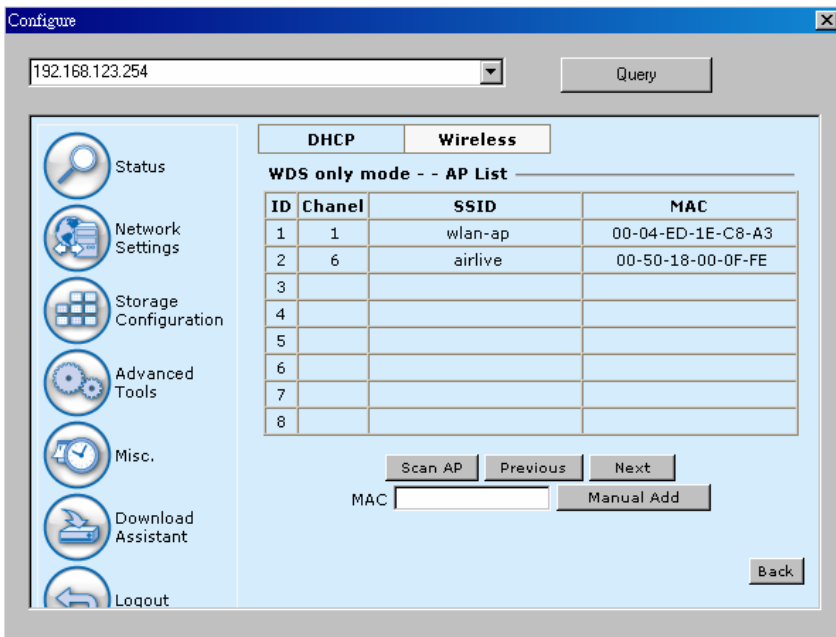 Configure
192.168.123.254
Query
Status
Network
Settings
Storage
Configuration
Advanced
Tools
Misc.
Download
Assistant
Logout
DHCP Wireless
WDS only mode - - AP List
ID Chanel SSID MAC
1 1 wlan-ap 00-04-ED-1E-C8-A3
2 6 airlive 00-50-18-00-0F-FE
3
4
5
6
7
8
Scan AP Previous Next
MAC Manual Add
Back